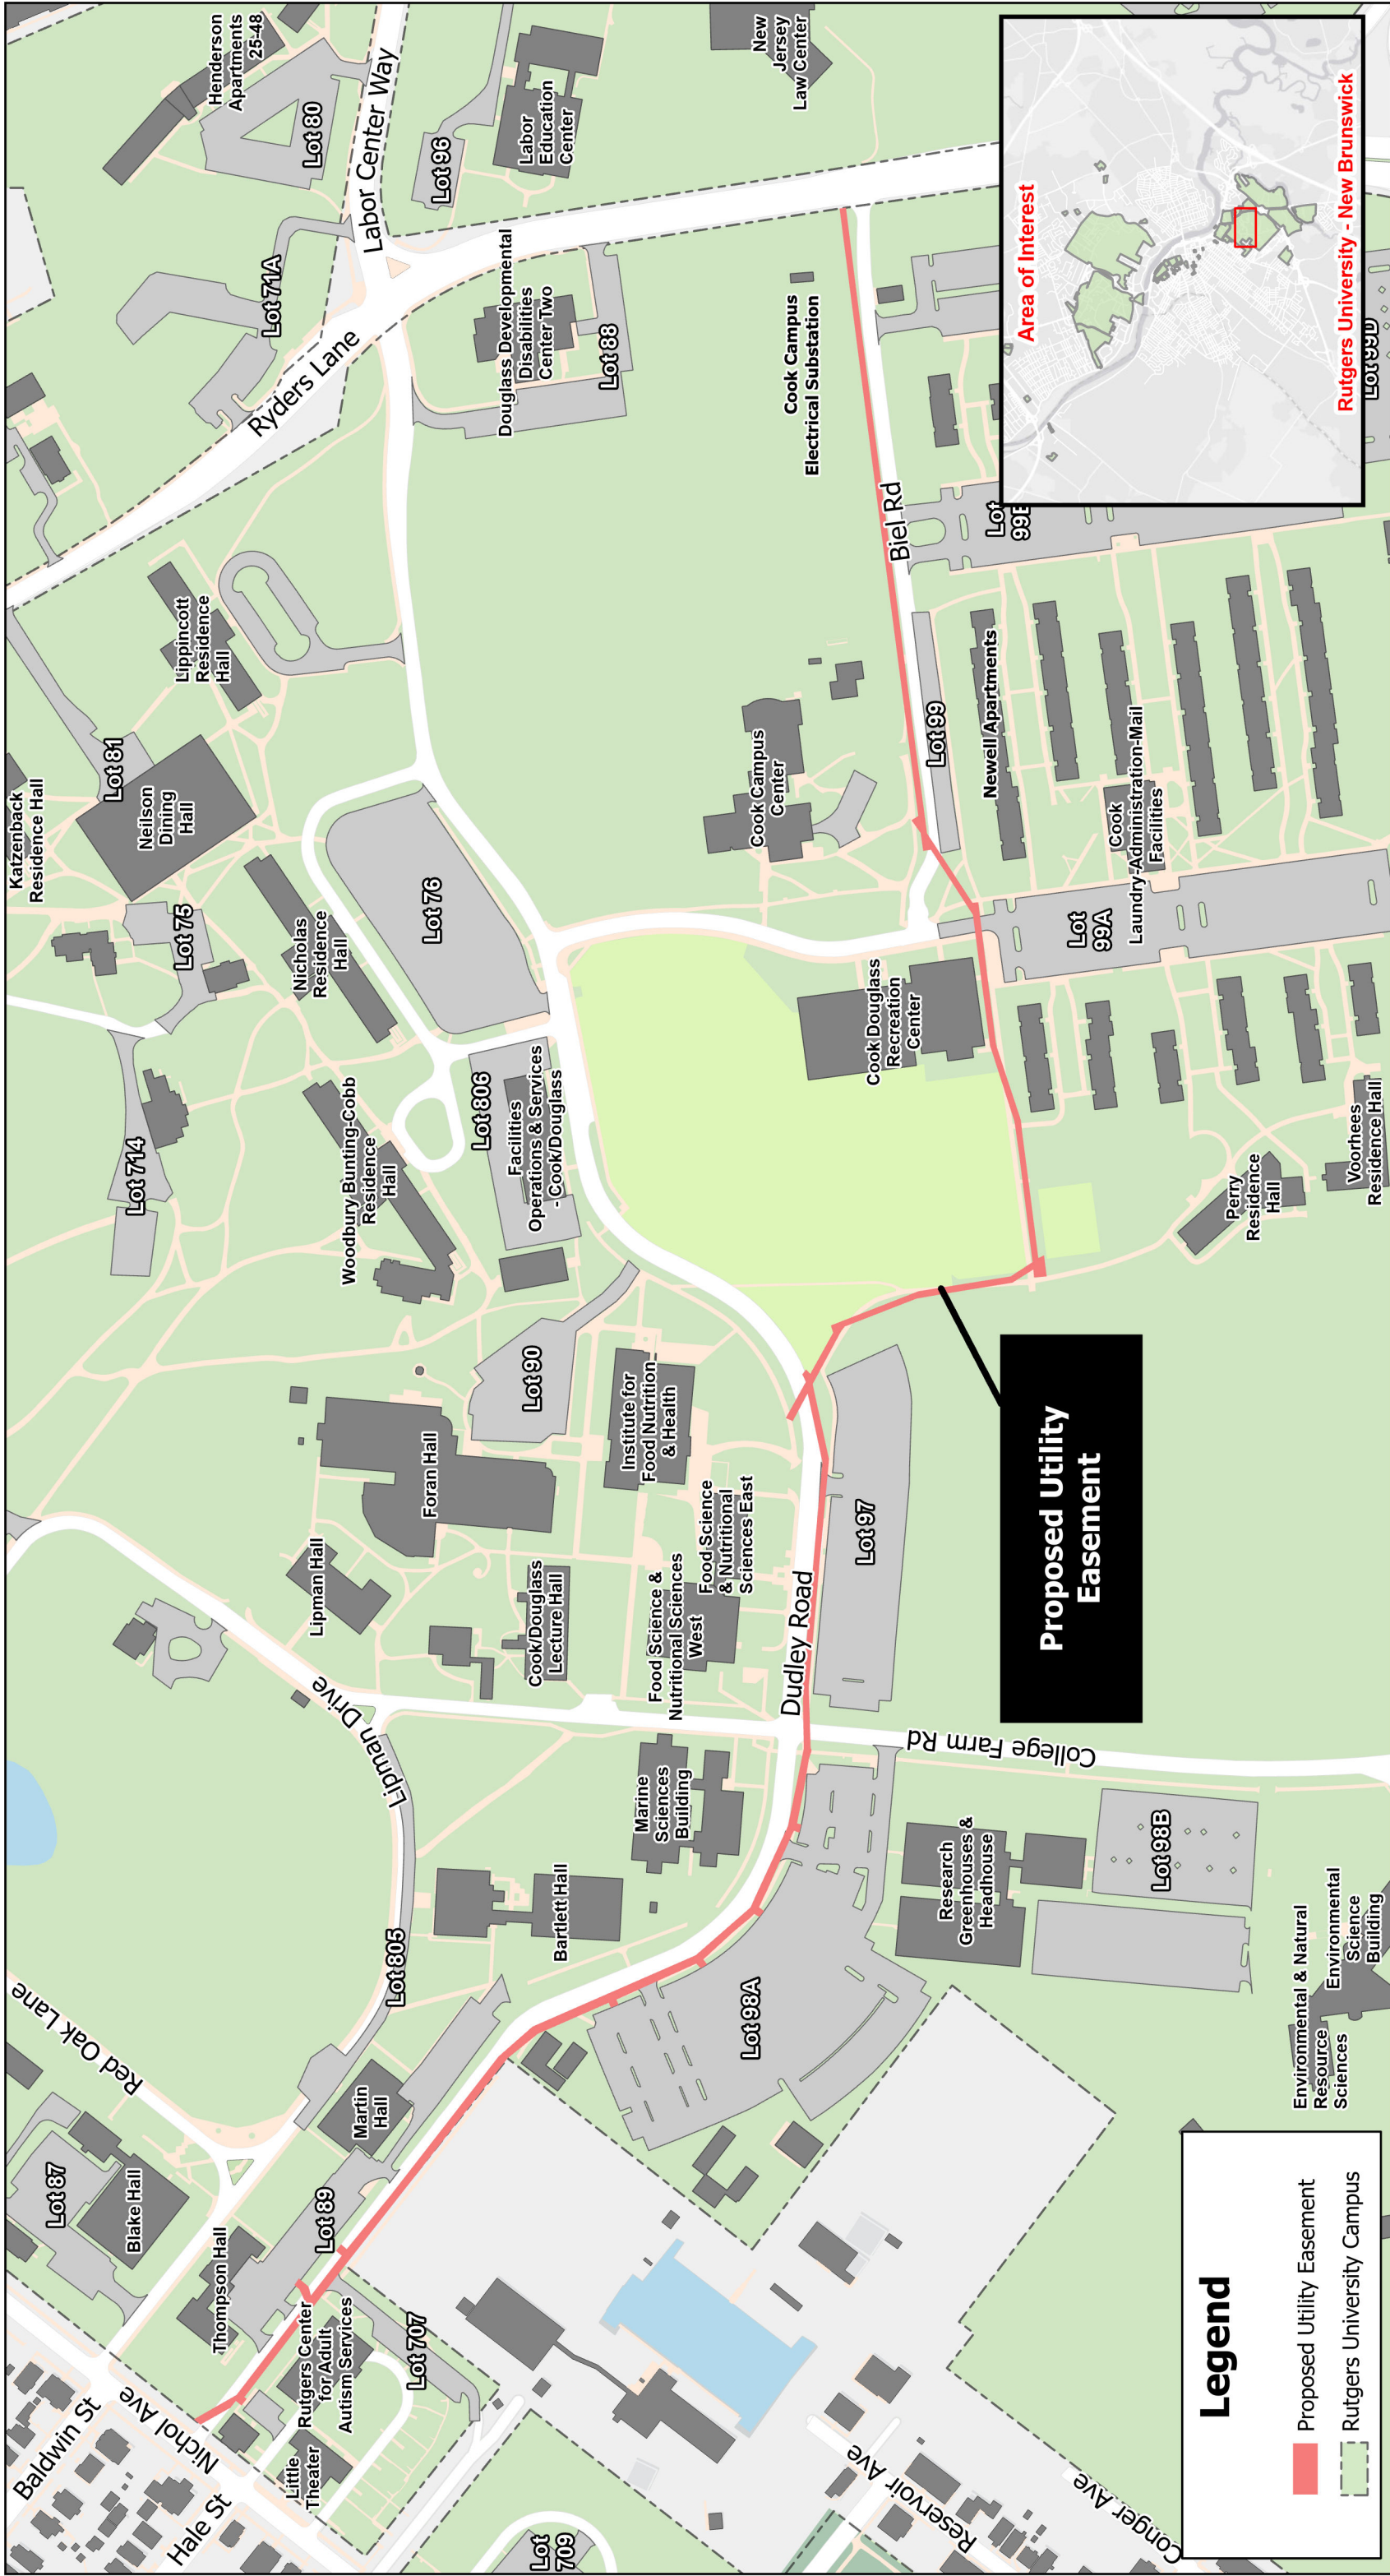 Baldwin St
Nichol Ave
Hale St
Little
Theater
Rutgers Center
for Adult
Autism Services
Thompson Hall
Blake Hall
Lot 87
Lot 89
Lot 707
Lot
709
Red Oak Lane
Martin
Hall
Lot 805
Lipman Drive
Bartlett Hall
Marine
Sciences
Building
Lot 98A
Reservoir Ave
Conger Ave
Research
Greenhouses &
Headhouse
Lot 98B
Environmental & Natural
Resource
Sciences
Environmental
Science
Building
College Farm Rd
Dudley Road
Lot 97
Lipman Hall
Foran Hall
Cook/Douglass
Lecture Hall
Food Science &
Nutritional Sciences
West
Food Science
& Nutritional
Sciences East
Institute for
Food Nutrition
& Health
Lot 90
Proposed Utility
Easement
Woodbury Bunting-Cobb
Residence
Hall
Lot 714
Lot 806
Facilities
Operations & Services
- Cook/Douglass
Nicholas
Residence
Hall
Lot 75
Katzenback
Residence Hall
Neilson
Dining
Hall
Lot 81
Lot 76
Lippincott
Residence
Hall
Cook Douglass
Recreation
Center
Perry
Residence
Hall
Voorhees
Residence Hall
Lot
99A
Cook
Laundry-Administration-Mail
Facilities
Newell Apartments
Lot 99
Cook Campus
Center
Biel Rd
Lot
99B
Cook Campus
Electrical Substation
Ryders Lane
Lot 71A
Labor Center Way
Henderson
Apartments
25-48
Lot 80
Lot 96
Labor
Education
Center
Douglass Developmental
Disabilities
Center Two
Lot 88
New
Jersey
Law Center
Area of Interest
Rutgers University - New Brunswick
Lot 99D
Legend
Proposed Utility Easement
Rutgers University Campus